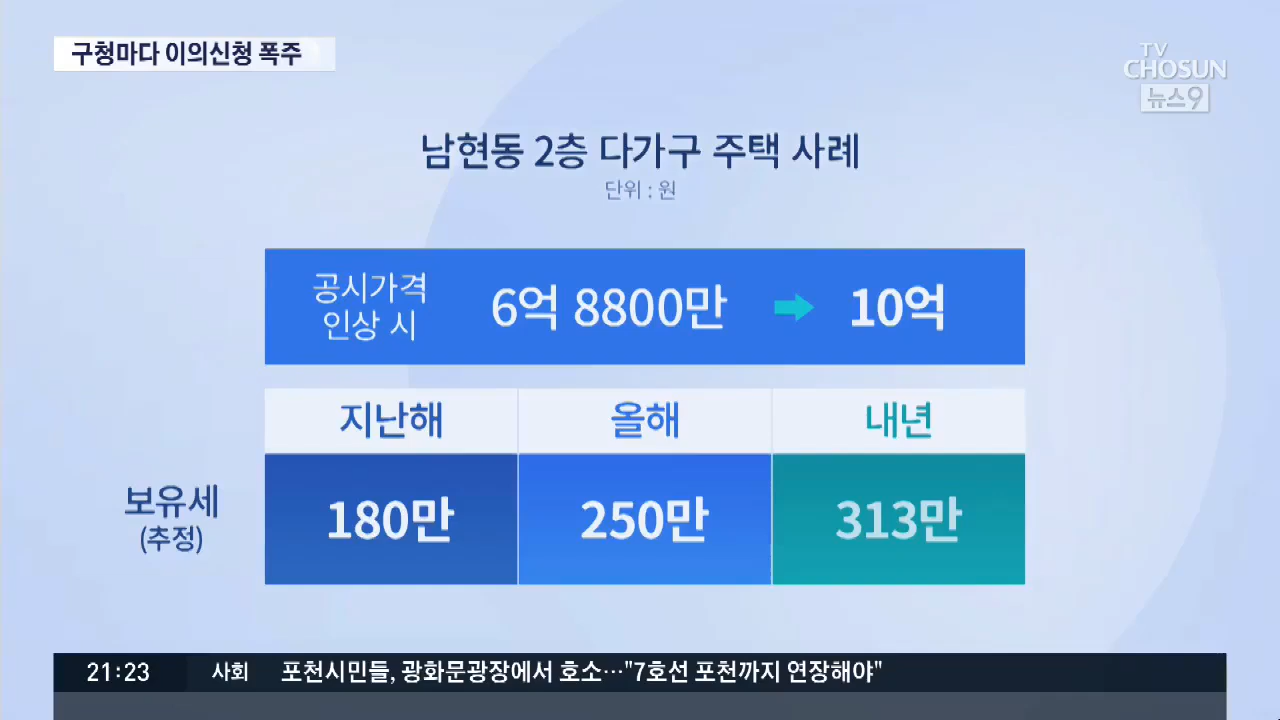 구청마다 이의신청 폭주
TV
CHOSUN
뉴스9
남현동 2층 다가구 주택 사례
단위 : 원
공시가격
인상 시
6억 8800만
10억
지난해
올해
내년
보유세
(추정)
180만
250만
313만
21:23 사회 포천시민들, 광화문광장에서 호소…"7호선 포천까지 연장해야"